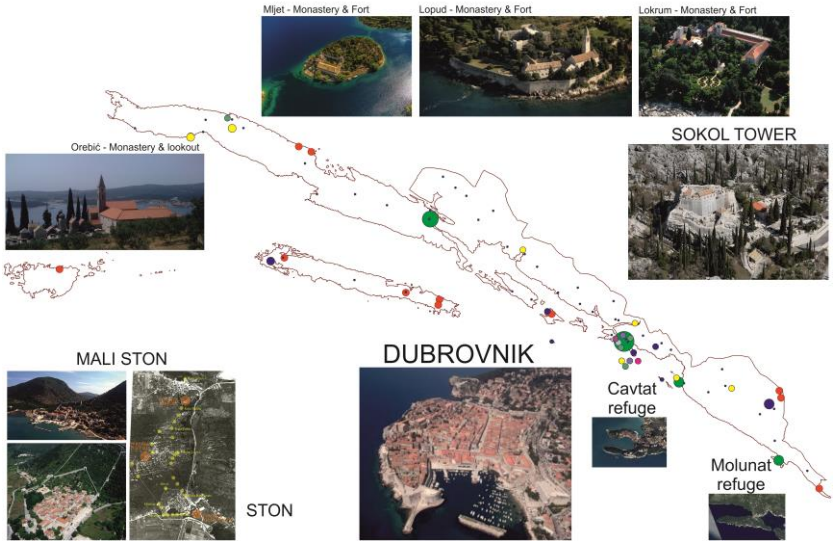 Mljet - Monastery & Fort
Lopud - Monastery & Fort
Lokrum - Monastery & Fort
SOKOL TOWER
Orebić - Monastery & lookout
MALI STON
DUBROVNIK
Cavtat
refuge
Molunat
refuge
STON